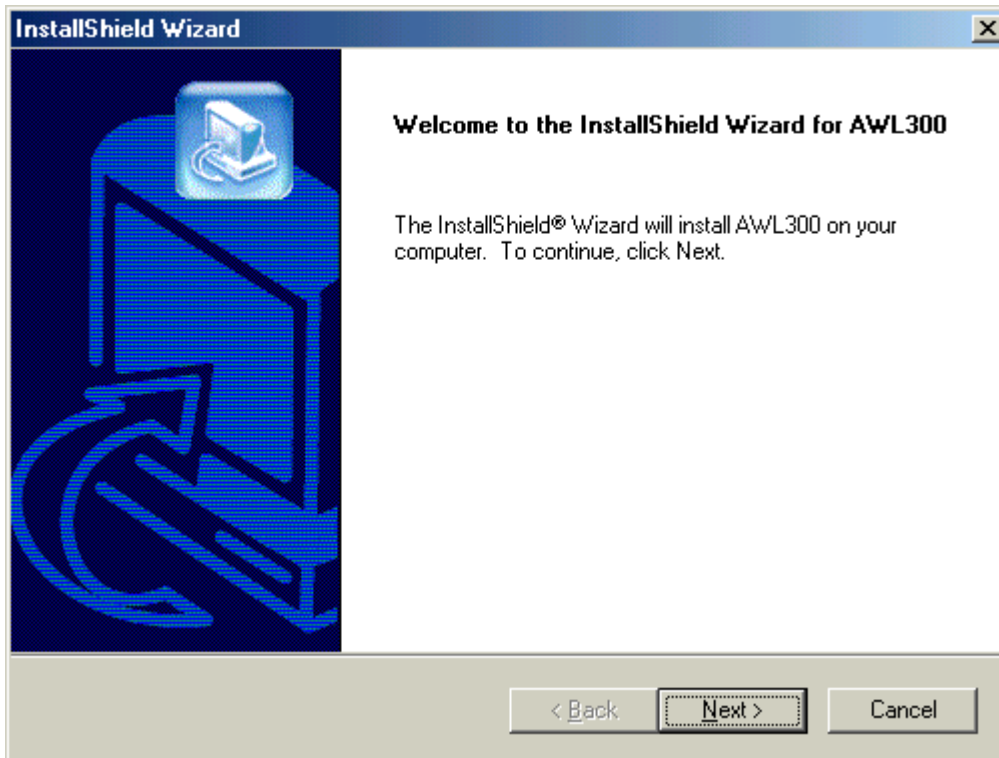 InstallShield Wizard
Welcome to the InstallShield Wizard for AWL300
The InstallShield® Wizard will install AWL300 on your
computer.  To continue, click Next.
< Back
Next >
Cancel